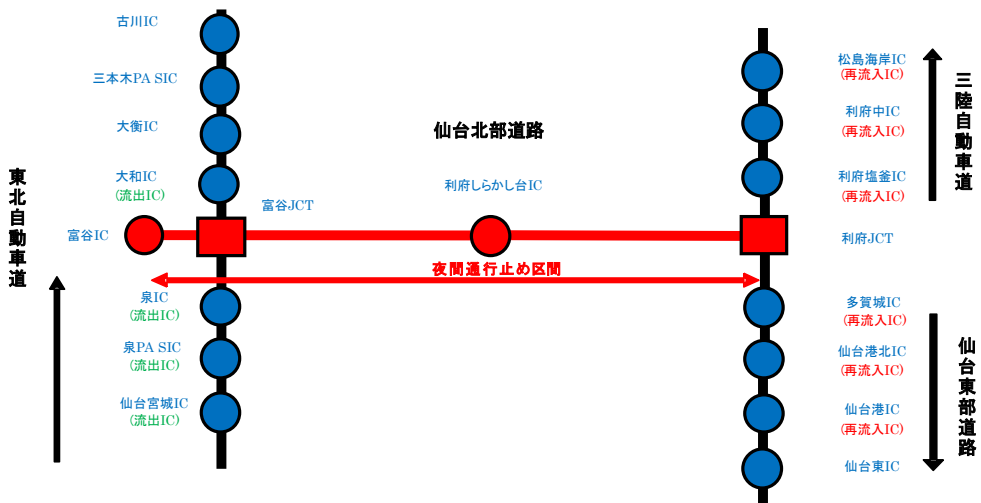 古川IC
三本木PA SIC
大衡IC
大和IC
(流出IC)
富谷JCT
富谷IC
泉IC
(流出IC)
泉PA SIC
(流出IC)
仙台宮城IC
(流出IC)
東北自動車道
仙台北部道路
利府しらかし台IC
夜間通行止め区間
松島海岸IC
(再流入IC)
利府中IC
(再流入IC)
利府塩釜IC
(再流入IC)
利府JCT
多賀城IC
(再流入IC)
仙台港北IC
(再流入IC)
仙台港IC
(再流入IC)
仙台東IC
三陸自動車道
仙台東部道路